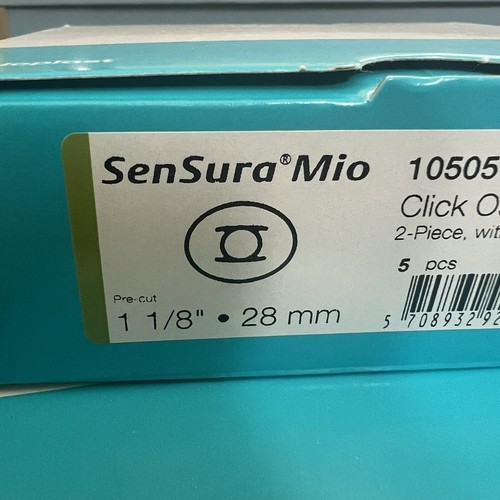 SenSura® Mio
10505
Click O
2-Piece, wit
5 pcs
Pre-cut
1 1/8" • 28 mm
5 708932 92